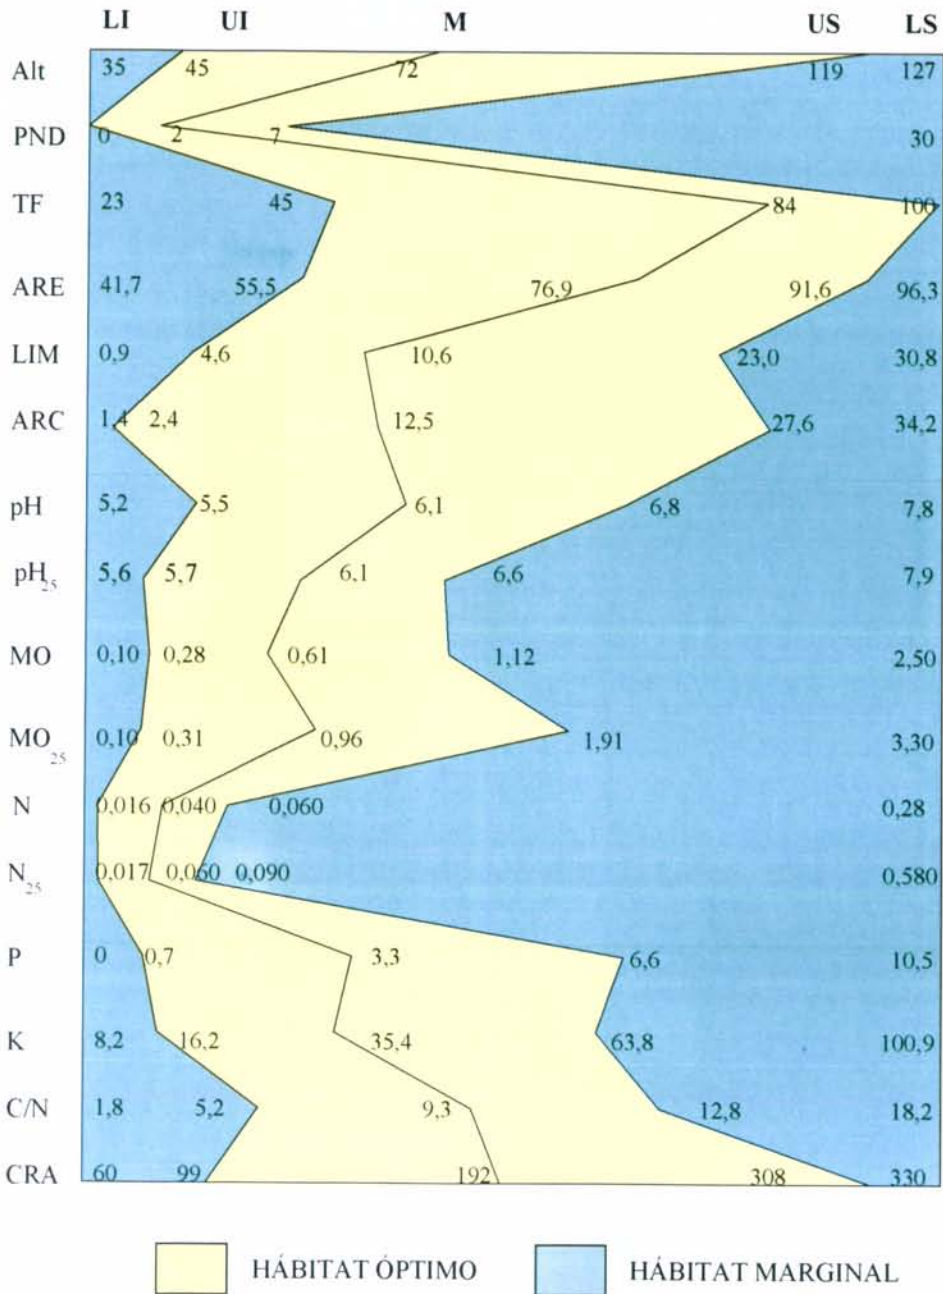 LI UI M US LS
Alt 35 45 72 119 127
PND 0 2 7 30
TF 23 45 84 100
ARE 41,7 55,5 76,9 91,6 96,3
LIM 0,9 4,6 10,6 23,0 30,8
ARC 1,4 2,4 12,5 27,6 34,2
pH 5,2 5,5 6,1 6,8 7,8
pH25 5,6 5,7 6,1 6,6 7,9
MO 0,10 0,28 0,61 1,12 2,50
MO25 0,10 0,31 0,96 1,91 3,30
N 0,016 0,040 0,060 0,28
N25 0,017 0,060 0,090 0,580
P 0 0,7 3,3 6,6 10,5
K 8,2 16,2 35,4 63,8 100,9
C/N 1,8 5,2 9,3 12,8 18,2
CRA 60 99 192 308 330
HÁBITAT ÓPTIMO HÁBITAT MARGINAL